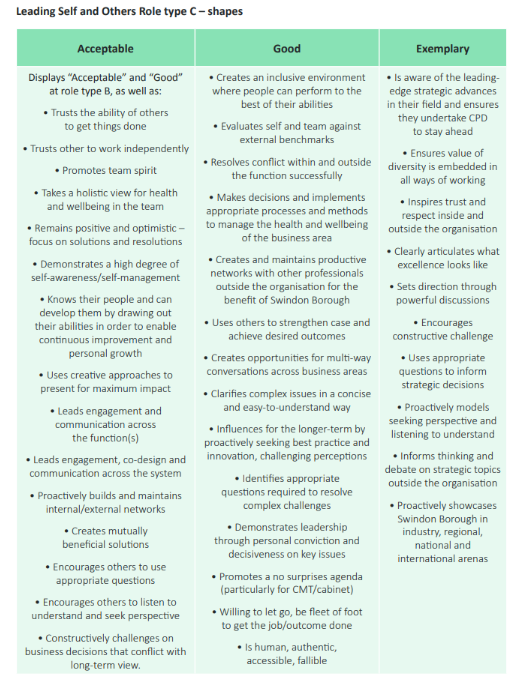 Leading Self and Others Role type C – shapes
Acceptable
Displays “Acceptable” and “Good”
at role type B, as well as:
• Trusts the ability of others
to get things done
• Trusts other to work independently
• Promotes team spirit
• Takes a holistic view for health
and wellbeing in the team
• Remains positive and optimistic –
focus on solutions and resolutions
• Demonstrates a high degree of
self-awareness/self-management
• Knows their people and can
develop them by drawing out
their abilities in order to enable
continuous improvement and
personal growth
• Uses creative approaches to
present for maximum impact
• Leads engagement and
communication across
the function(s)
• Leads engagement, co-design and
communication across the system
• Proactively builds and maintains
internal/external networks
• Creates mutually
beneficial solutions
• Encourages others to use
appropriate questions
• Encourages others to listen to
understand and seek perspective
• Constructively challenges on
business decisions that conflict with
long-term view.
Good
• Creates an inclusive environment
where people can perform to the
best of their abilities
• Evaluates self and team against
external benchmarks
• Resolves conflict within and outside
the function successfully
• Makes decisions and implements
appropriate processes and methods
to manage the health and wellbeing
of the business area
• Creates and maintains productive
networks with other professionals
outside the organisation for the
benefit of Swindon Borough
• Uses others to strengthen case and
achieve desired outcomes
• Creates opportunities for multi-way
conversations across business areas
• Clarifies complex issues in a concise
and easy-to-understand way
• Influences for the longer-term by
proactively seeking best practice and
innovation, challenging perceptions
• Identifies appropriate
questions required to resolve
complex challenges
• Demonstrates leadership
through personal conviction and
decisiveness on key issues
• Promotes a no surprises agenda
(particularly for CMT/cabinet)
• Willing to let go, be fleet of foot
to get the job/outcome done
• Is human, authentic,
accessible, fallible
Exemplary
• Is aware of the leading-
edge strategic advances
in their field and ensures
they undertake CPD
to stay ahead
• Ensures value of
diversity is embedded in
all ways of working
• Inspires trust and
respect inside and
outside the organisation
• Clearly articulates what
excellence looks like
• Sets direction through
powerful discussions
• Encourages
constructive challenge
• Uses appropriate
questions to inform
strategic decisions
• Proactively models
seeking perspective and
listening to understand
• Informs thinking and
debate on strategic topics
outside the organisation
• Proactively showcases
Swindon Borough in
industry, regional,
national and
international arenas